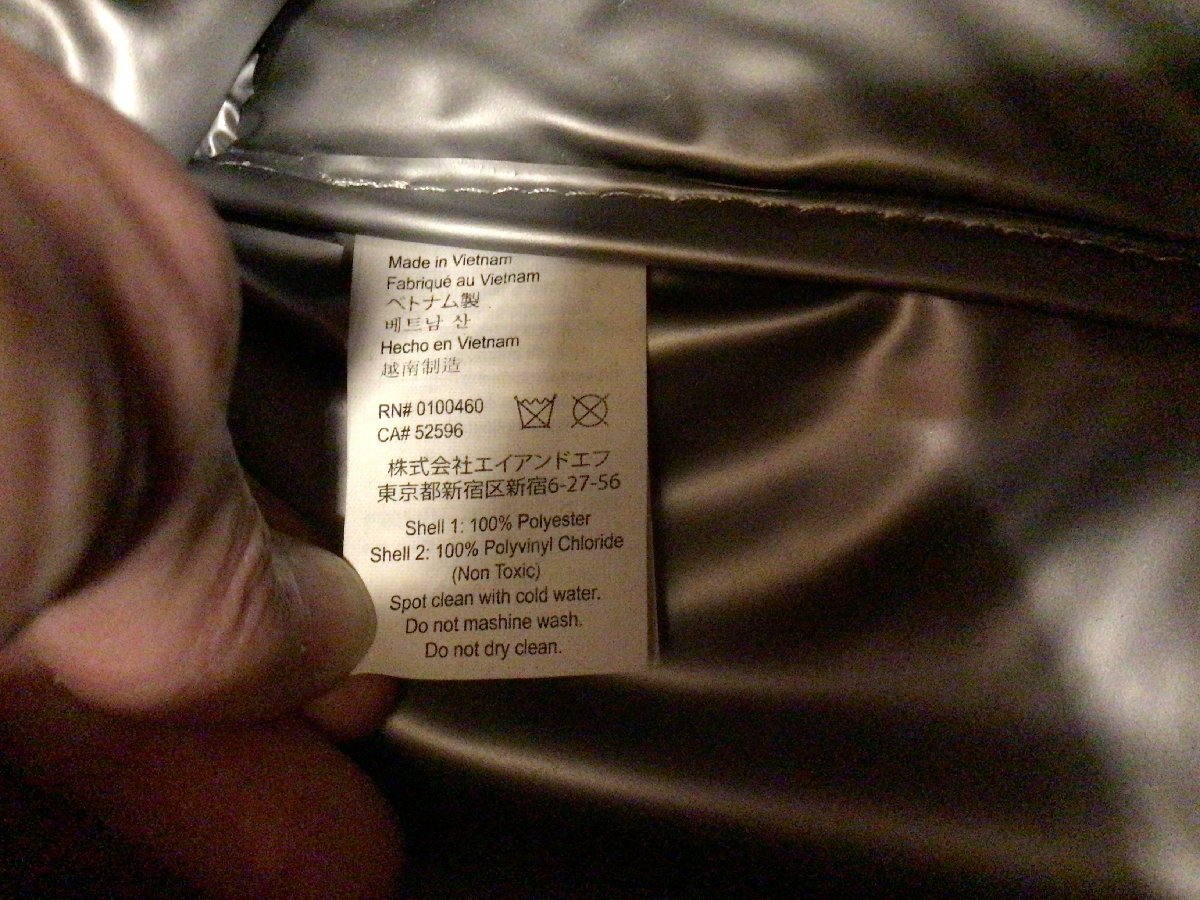 Made in Vietnam
Fabriqué au Vietnam
ベトナム製
베트남 산
Hecho en Vietnam
越南制造
RN# 0100460
CA# 52596
株式会社エイアンドエフ
東京都新宿区新宿6-27-56
Shell 1: 100% Polyester
Shell 2: 100% Polyvinyl Chloride
(Non Toxic)
Spot clean with cold water.
Do not mashine wash.
Do not dry clean.